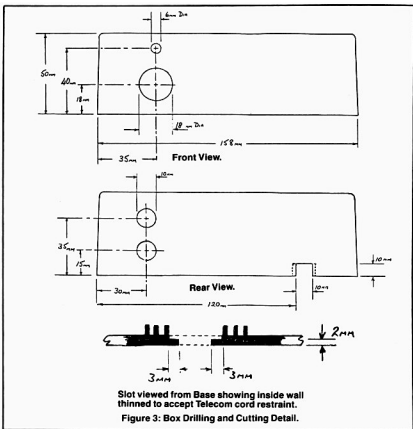 6mm Dia
50mm
40mm
18mm
18mm Dia
158mm
35mm
Front View.
10mm
35mm
15mm
10mm
30mm
Rear View.
10mm
120mm
2MM
3MM
3MM
Slot viewed from Base showing inside wall
thinned to accept Telecom cord restraint.
Figure 3: Box Drilling and Cutting Detail.